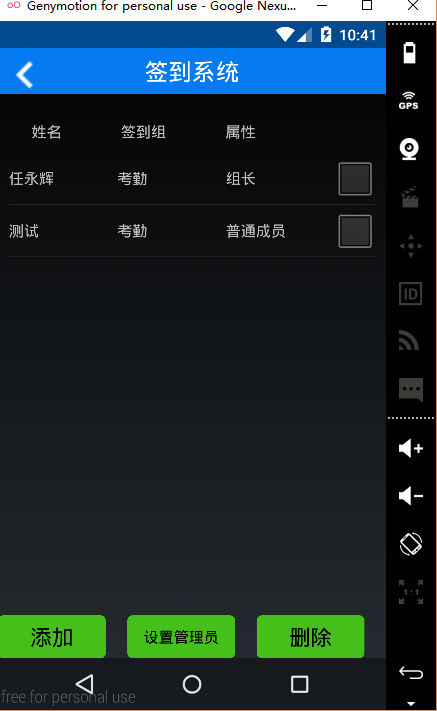 Genymotion for personal use - Google Nexu...
10:41
签到系统
姓名 签到组 属性
任永辉 考勤 组长
测试 考勤 普通成员
添加 设置管理员 删除
free for personal use
GPS
ID
1:1